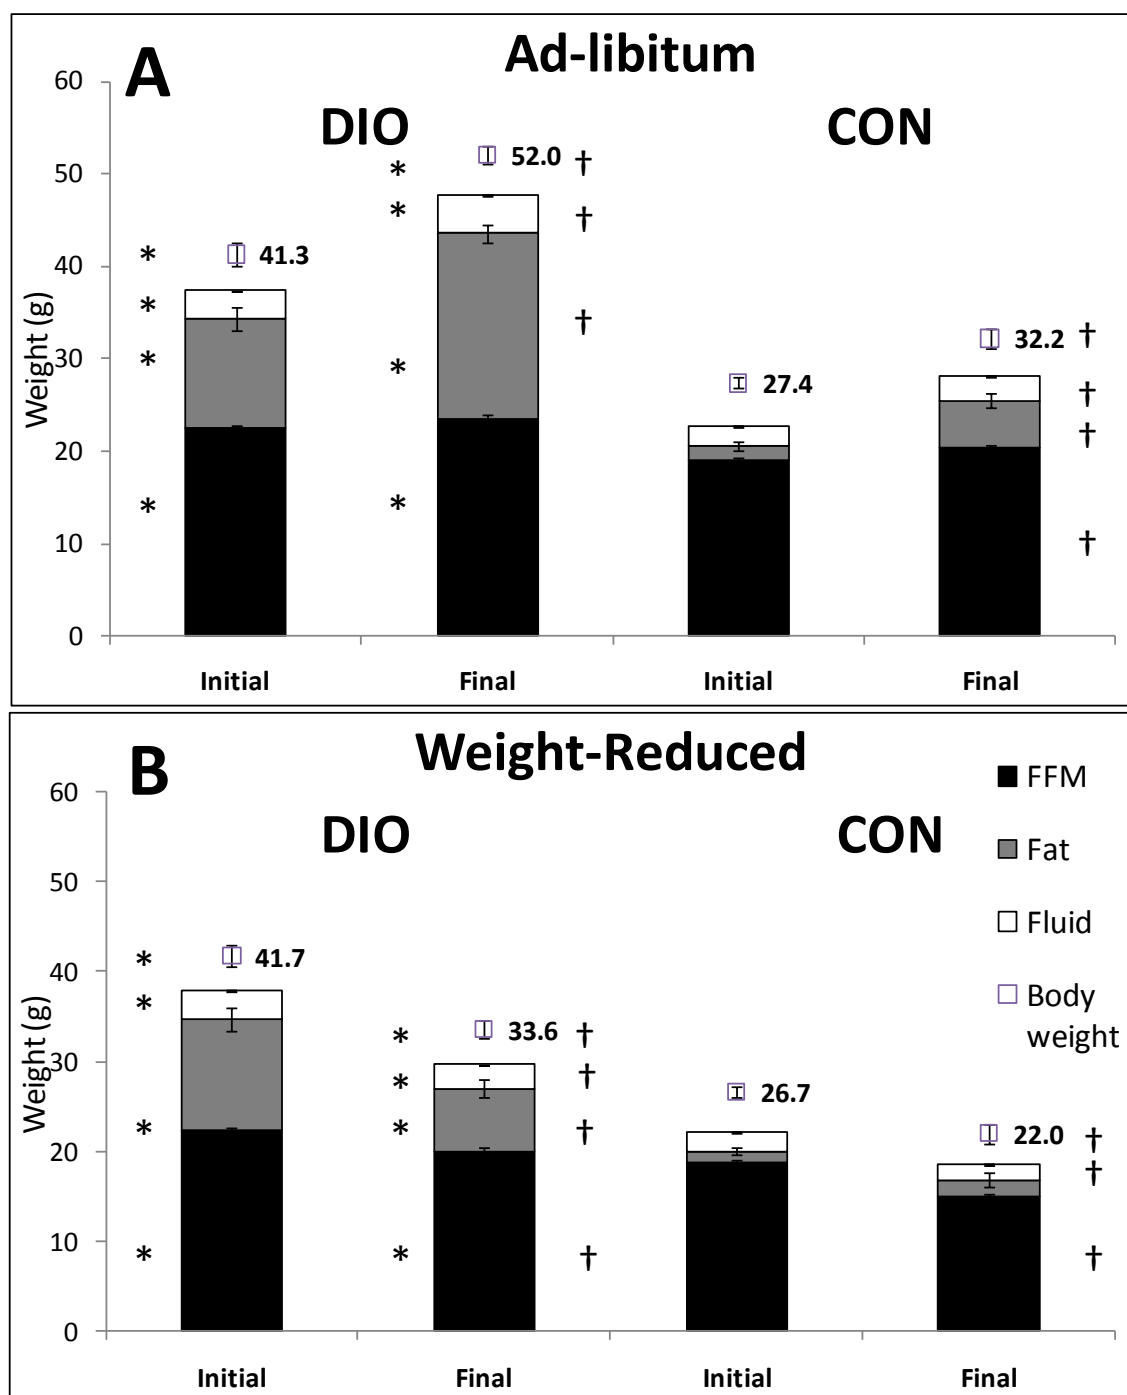 A
Ad-libitum
DIO
CON
Weight (g)
60
50
40
30
20
10
0
* 52.0 †
* †
* 41.3
*
* †
* 32.2 †
27.4 †
* †
* * †
Initial Final Initial Final
B
Weight-Reduced
DIO
CON
FFM
Fat
Fluid
Body
weight
Weight (g)
60
50
40
30
20
10
0
* 41.7
*
* 33.6 †
* †
* * †
26.7
22.0 †
†
* * † †
Initial Final Initial Final